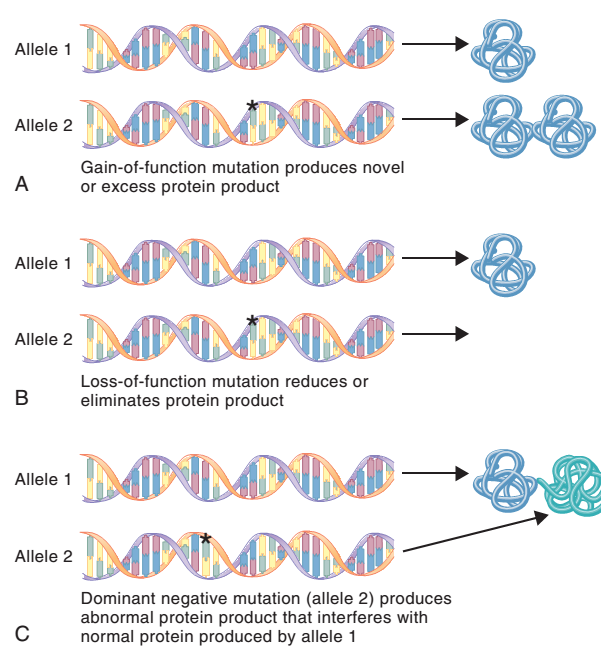 Allele 1
*
Allele 2
Gain-of-function mutation produces novel
A or excess protein product
Allele 1
*
Allele 2
Loss-of-function mutation reduces or
B eliminates protein product
Allele 1
*
Allele 2
Dominant negative mutation (allele 2) produces
abnormal protein product that interferes with
C normal protein produced by allele 1